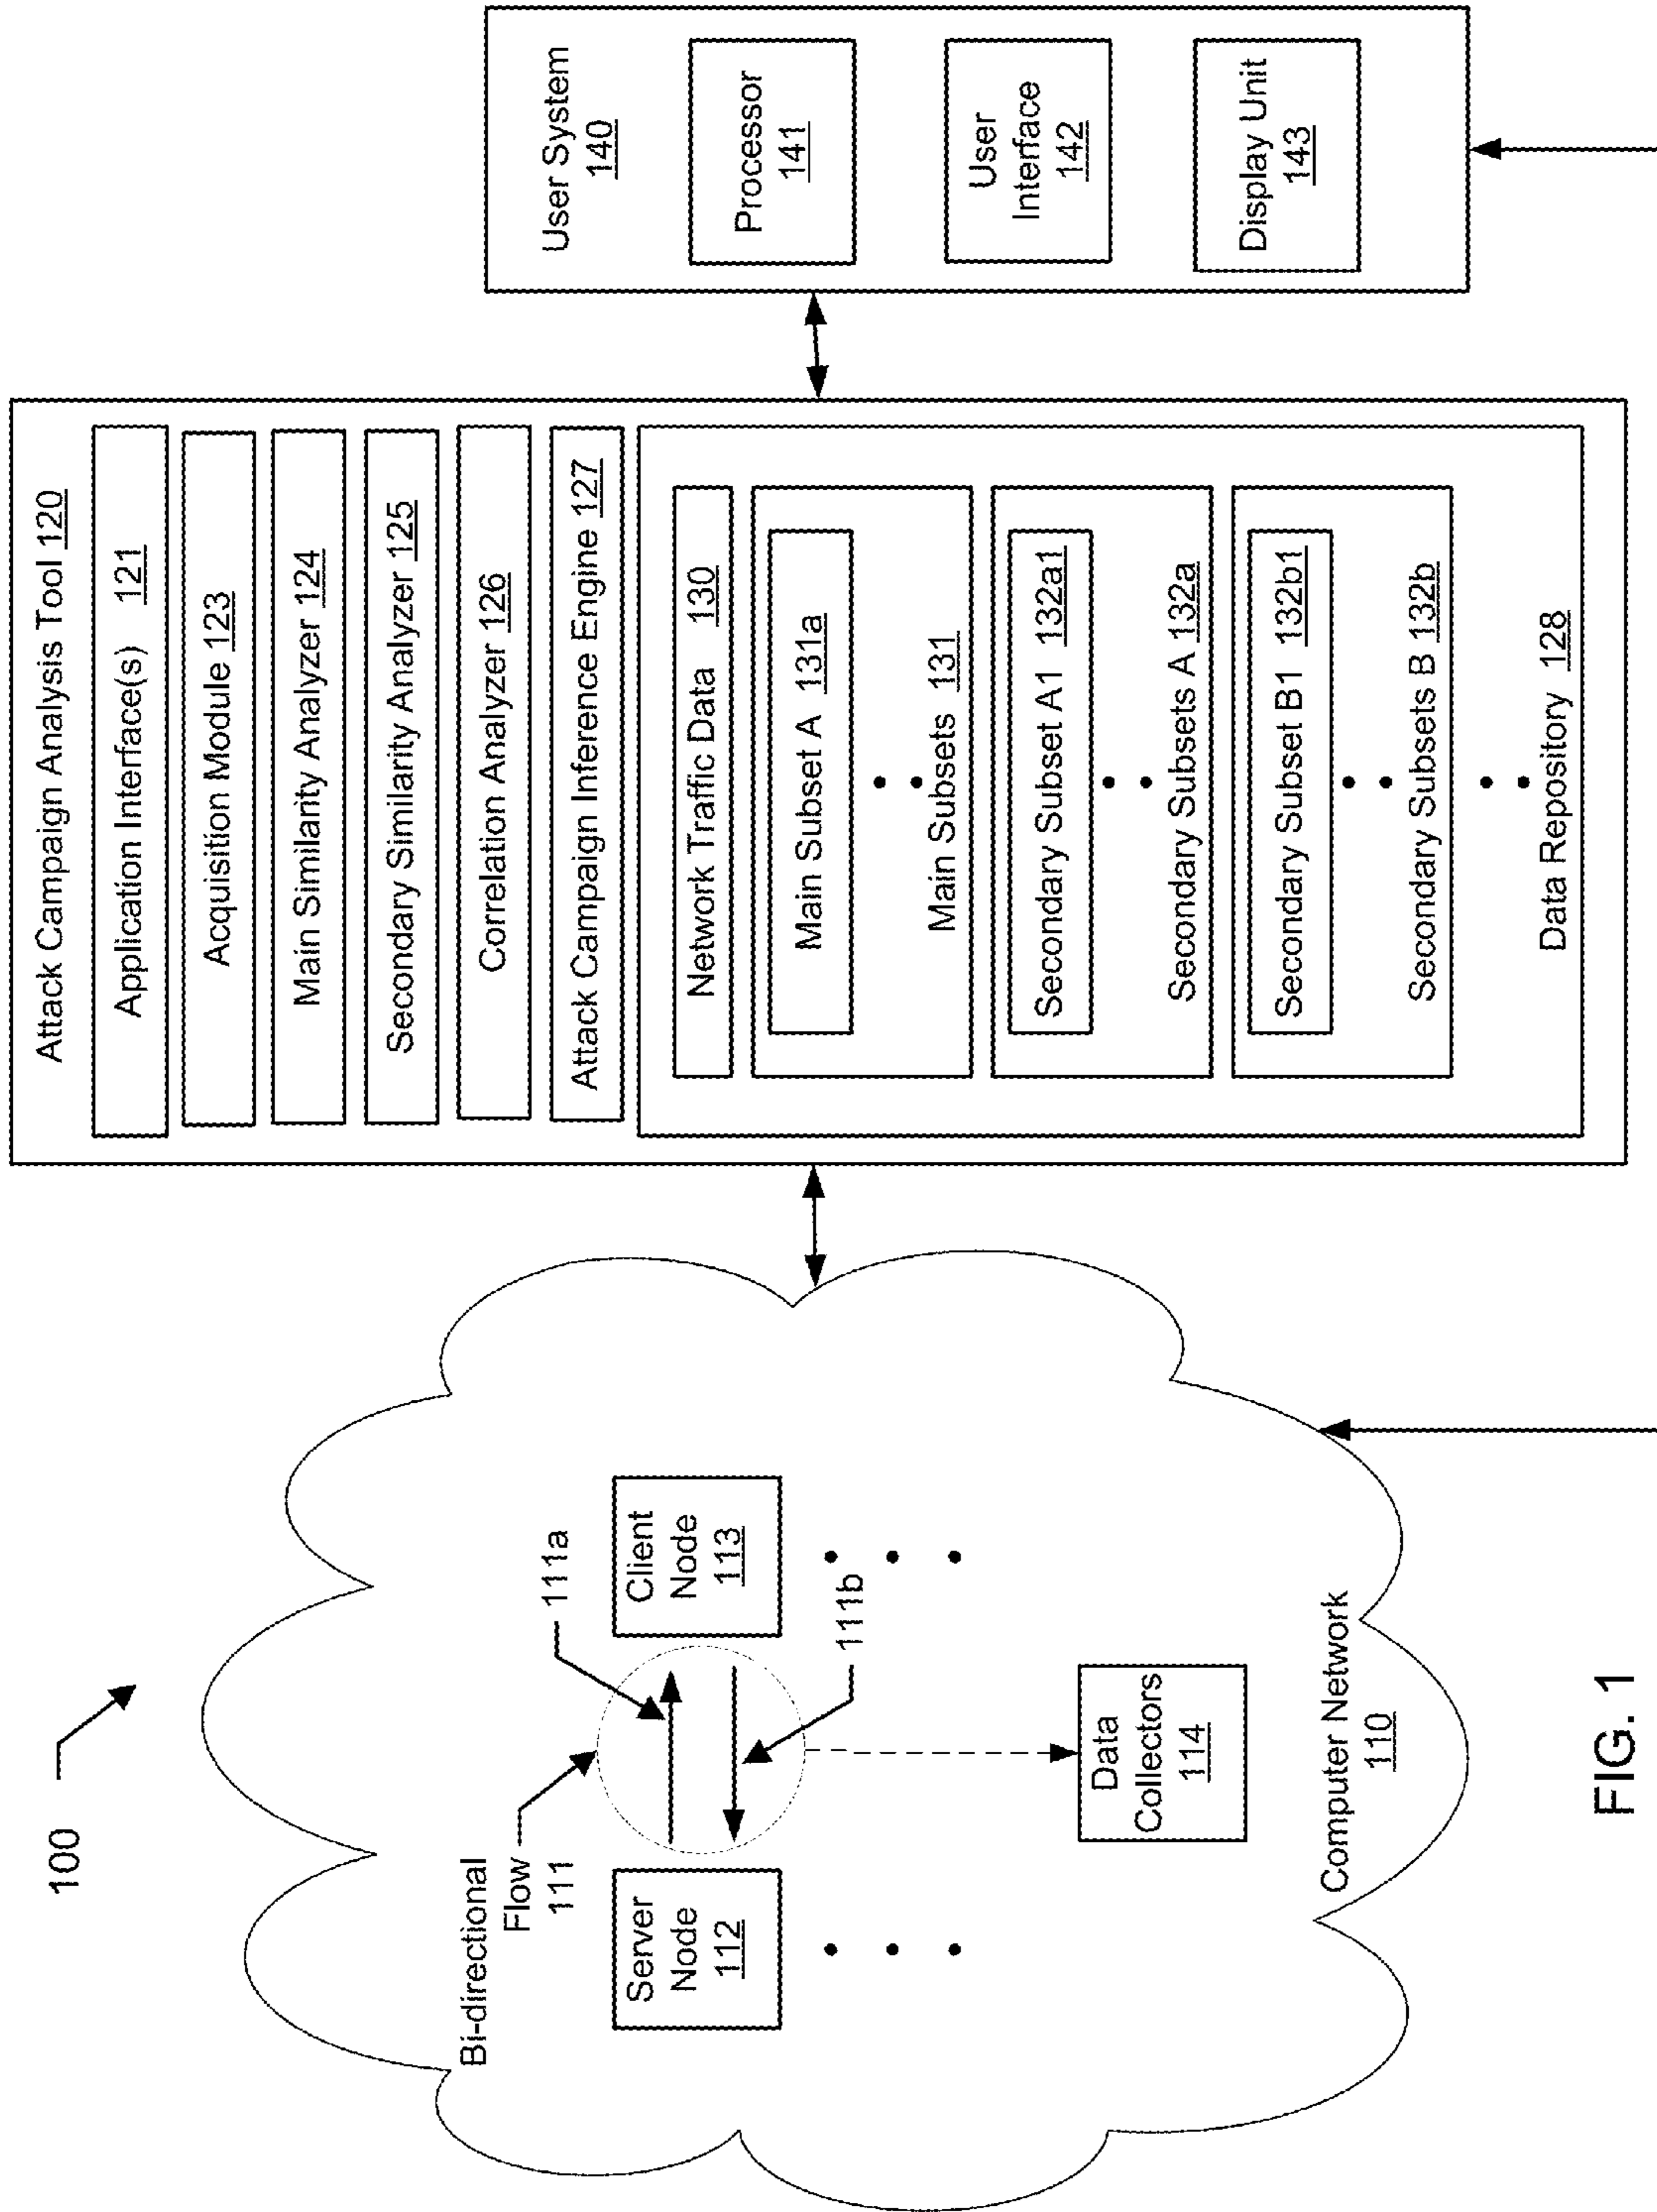 100
Bi-directional
Flow
111
111a
Server
Node
112
Client
Node
113
111b
Data
Collectors
114
Computer Network
110
Attack Campaign Analysis Tool 120
Application Interface(s) 121
Acquisition Module 123
Main Similarity Analyzer 124
Secondary Similarity Analyzer 125
Correlation Analyzer 126
Attack Campaign Inference Engine 127
Network Traffic Data 130
Main Subset A 131a
Main Subsets 131
Secondary Subset A1 132a1
Secondary Subsets A 132a
Secondary Subset B1 132b1
Secondary Subsets B 132b
Data Repository 128
User System
140
Processor
141
User
Interface
142
Display Unit
143
FIG. 1